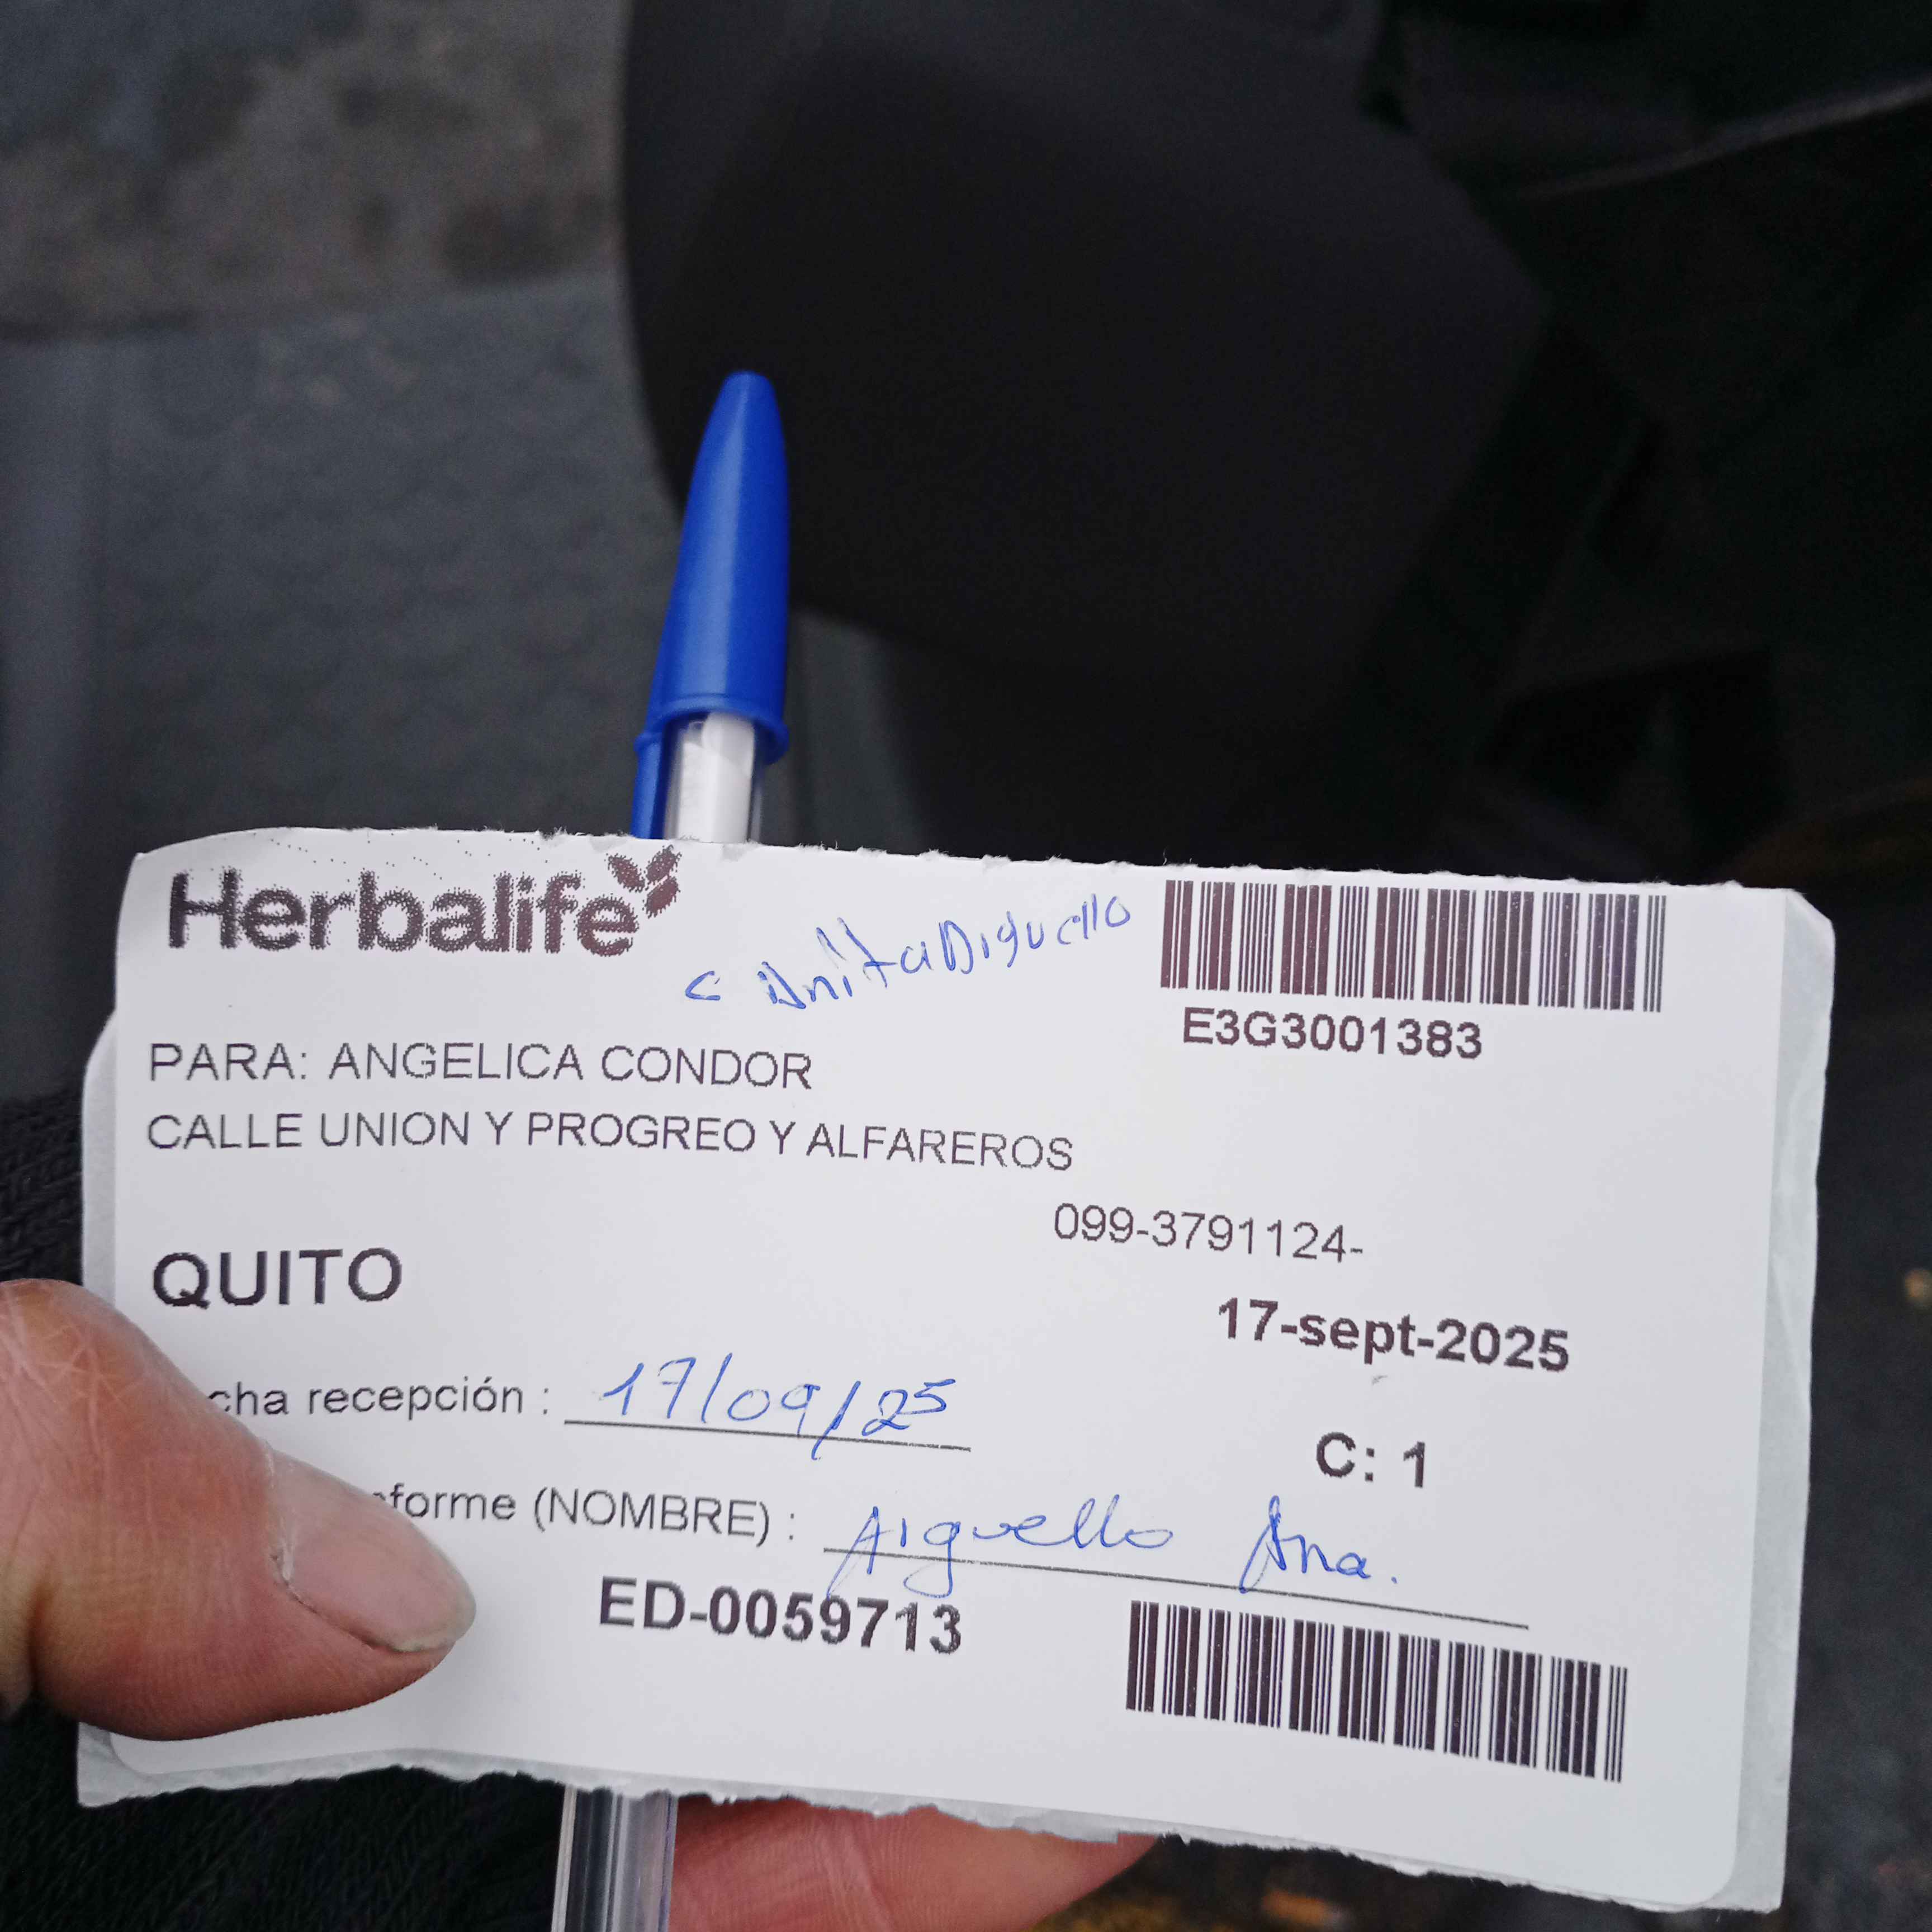 Herbalife
E3G3001383
PARA: ANGELICA CONDOR
CALLE UNION Y PROGREO Y ALFAREROS
099-3791124-
QUITO
17-sept-2025
cha recepción : 17/09/25
C: 1
forme (NOMBRE) : Arguello Ana.
ED-0059713